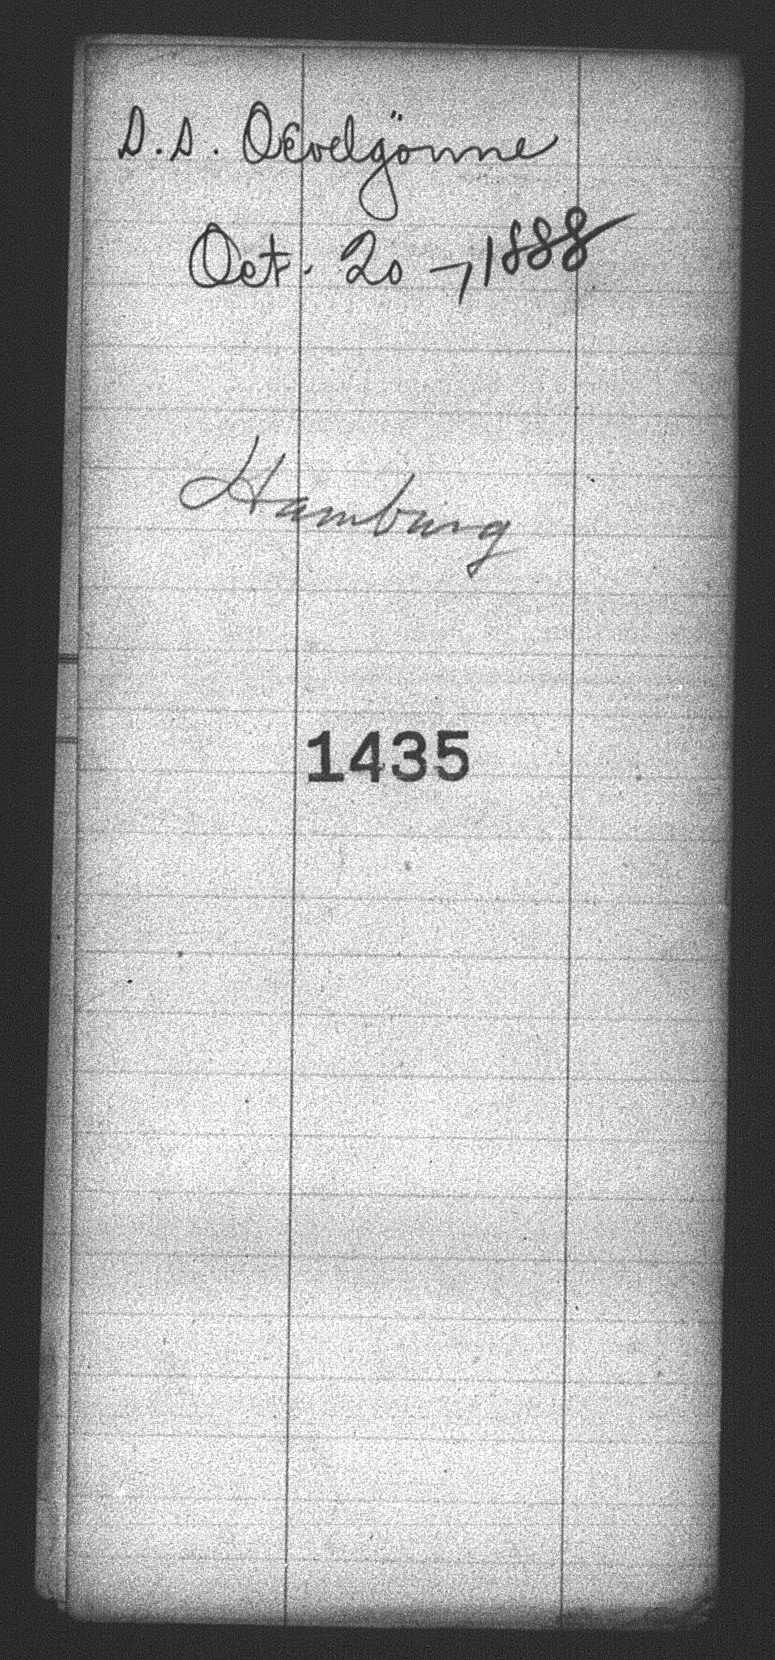 S.S. Oevelgönne
Oct. 20, 1888
Hamburg
1435